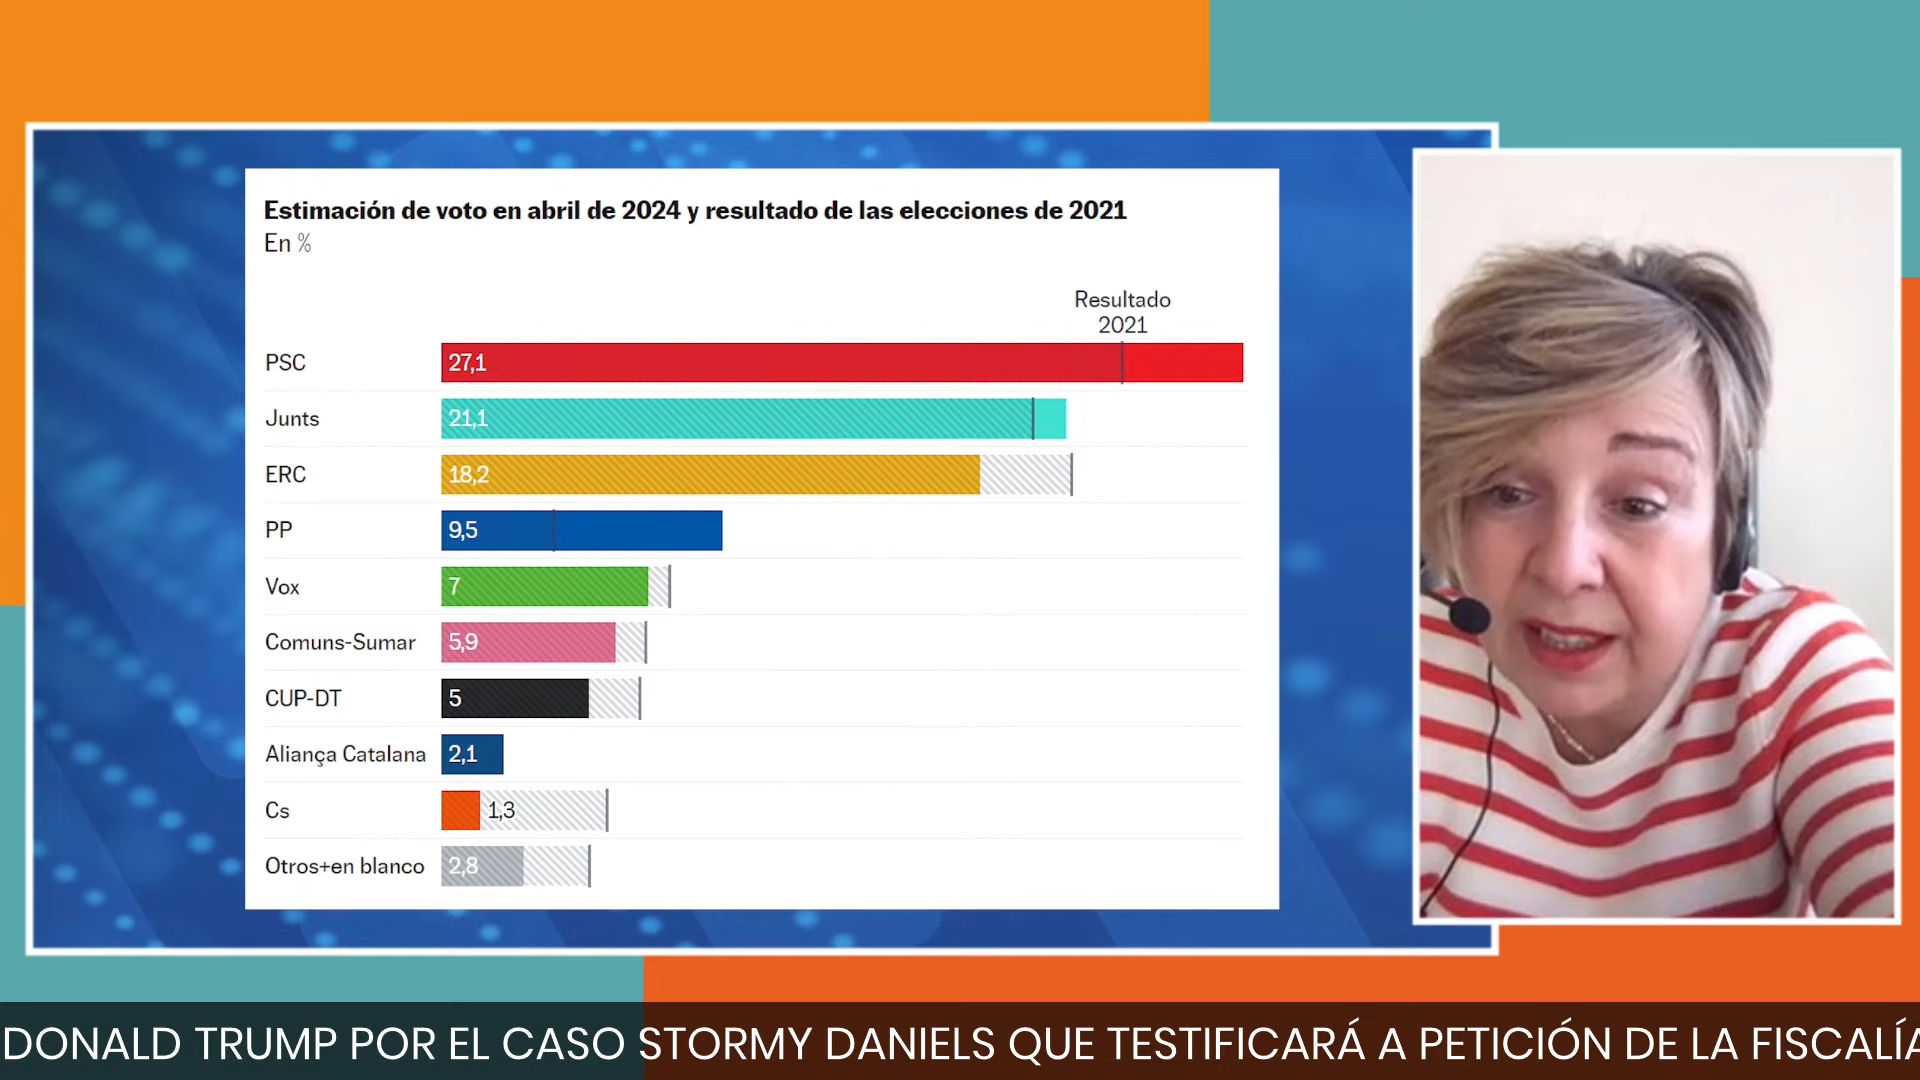 Estimación de voto en abril de 2024 y resultado de las elecciones de 2021
En %
Resultado
2021
PSC 27,1
Junts 21,1
ERC 18,2
PP 9,5
Vox 7
Comuns-Sumar 5,9
CUP-DT 5
Aliança Catalana 2,1
Cs 1,3
Otros+en blanco 2,8
DONALD TRUMP POR EL CASO STORMY DANIELS QUE TESTIFICARÁ A PETICIÓN DE LA FISCALÍA